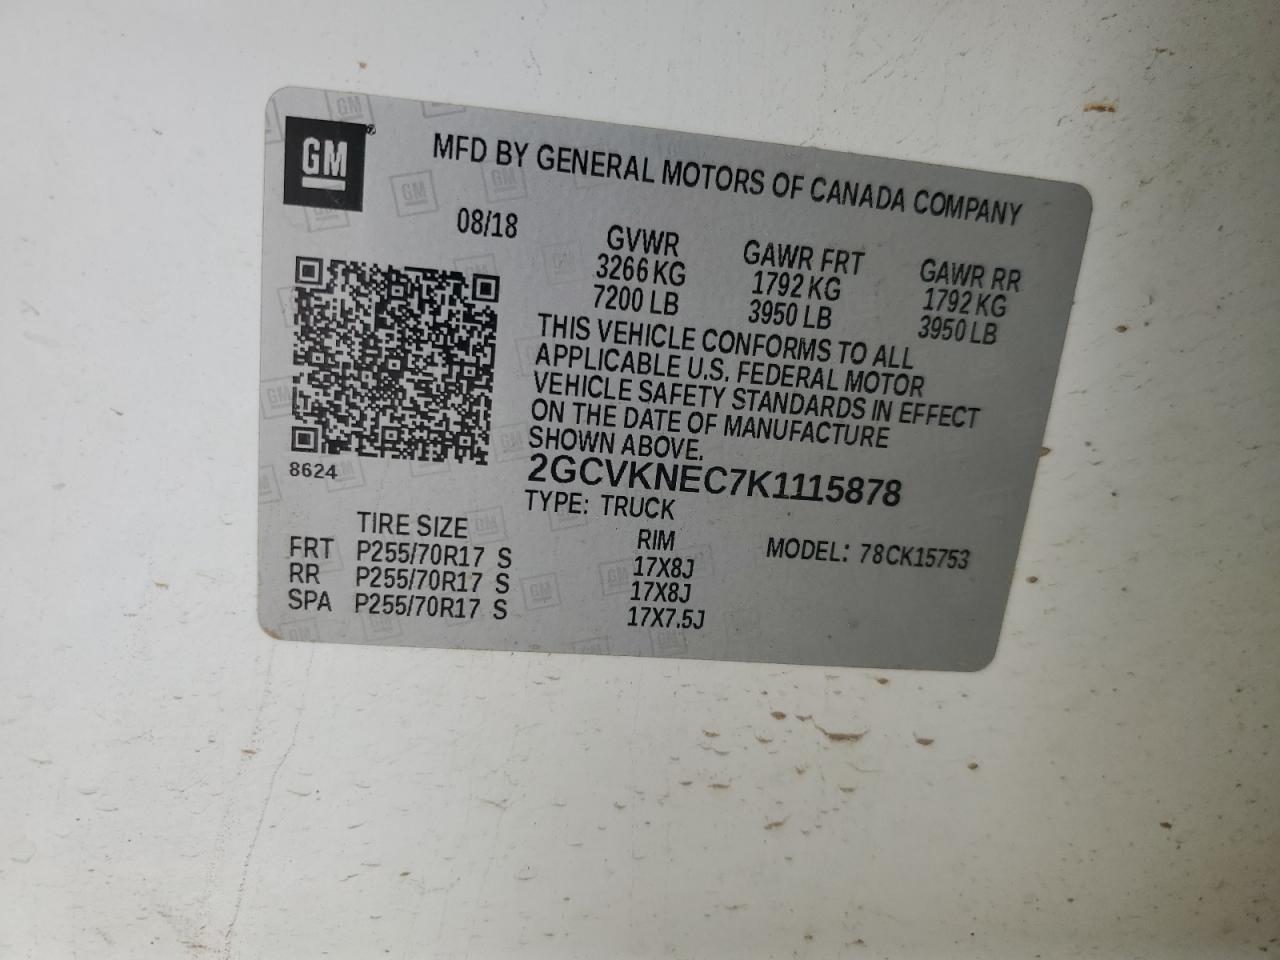 GM
MFD BY GENERAL MOTORS OF CANADA COMPANY
08/18
GVWR GAWR FRT GAWR RR
3266 KG 1792 KG 1792 KG
7200 LB 3950 LB 3950 LB
THIS VEHICLE CONFORMS TO ALL
APPLICABLE U.S. FEDERAL MOTOR
VEHICLE SAFETY STANDARDS IN EFFECT
ON THE DATE OF MANUFACTURE
SHOWN ABOVE.
8624
2GCVKNEC7K1115878
TYPE: TRUCK
TIRE SIZE RIM MODEL: 78CK15753
FRT P255/70R17 S 17X8J
RR P255/70R17 S 17X8J
SPA P255/70R17 S 17X7.5J